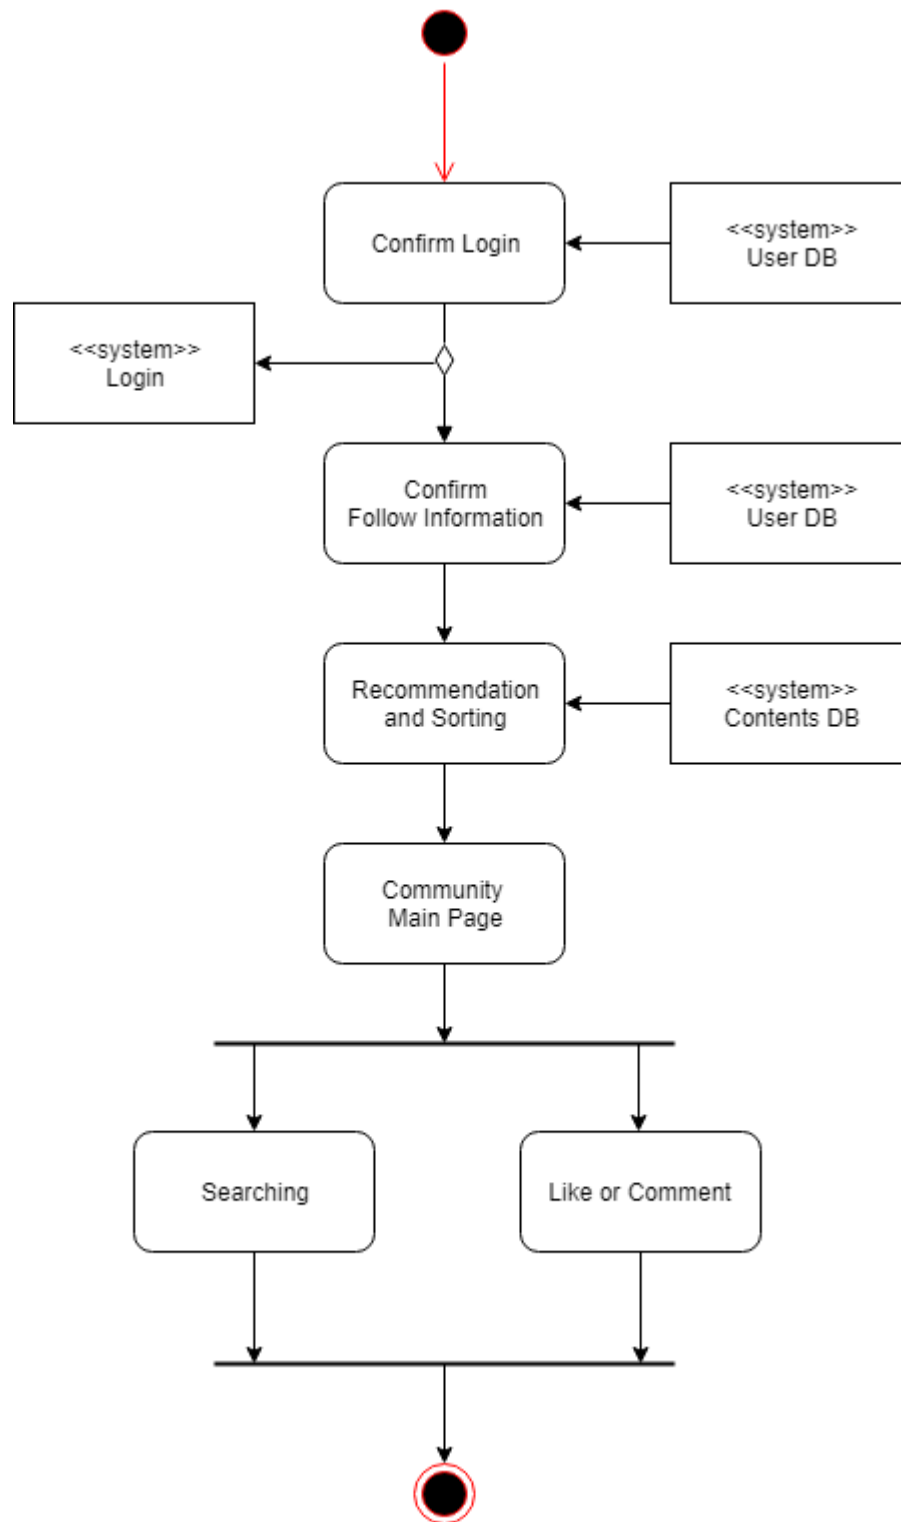 Confirm Login
<<system>>
User DB
<<system>>
Login
Confirm
Follow Information
<<system>>
User DB
Recommendation
and Sorting
<<system>>
Contents DB
Community
Main Page
Searching
Like or Comment